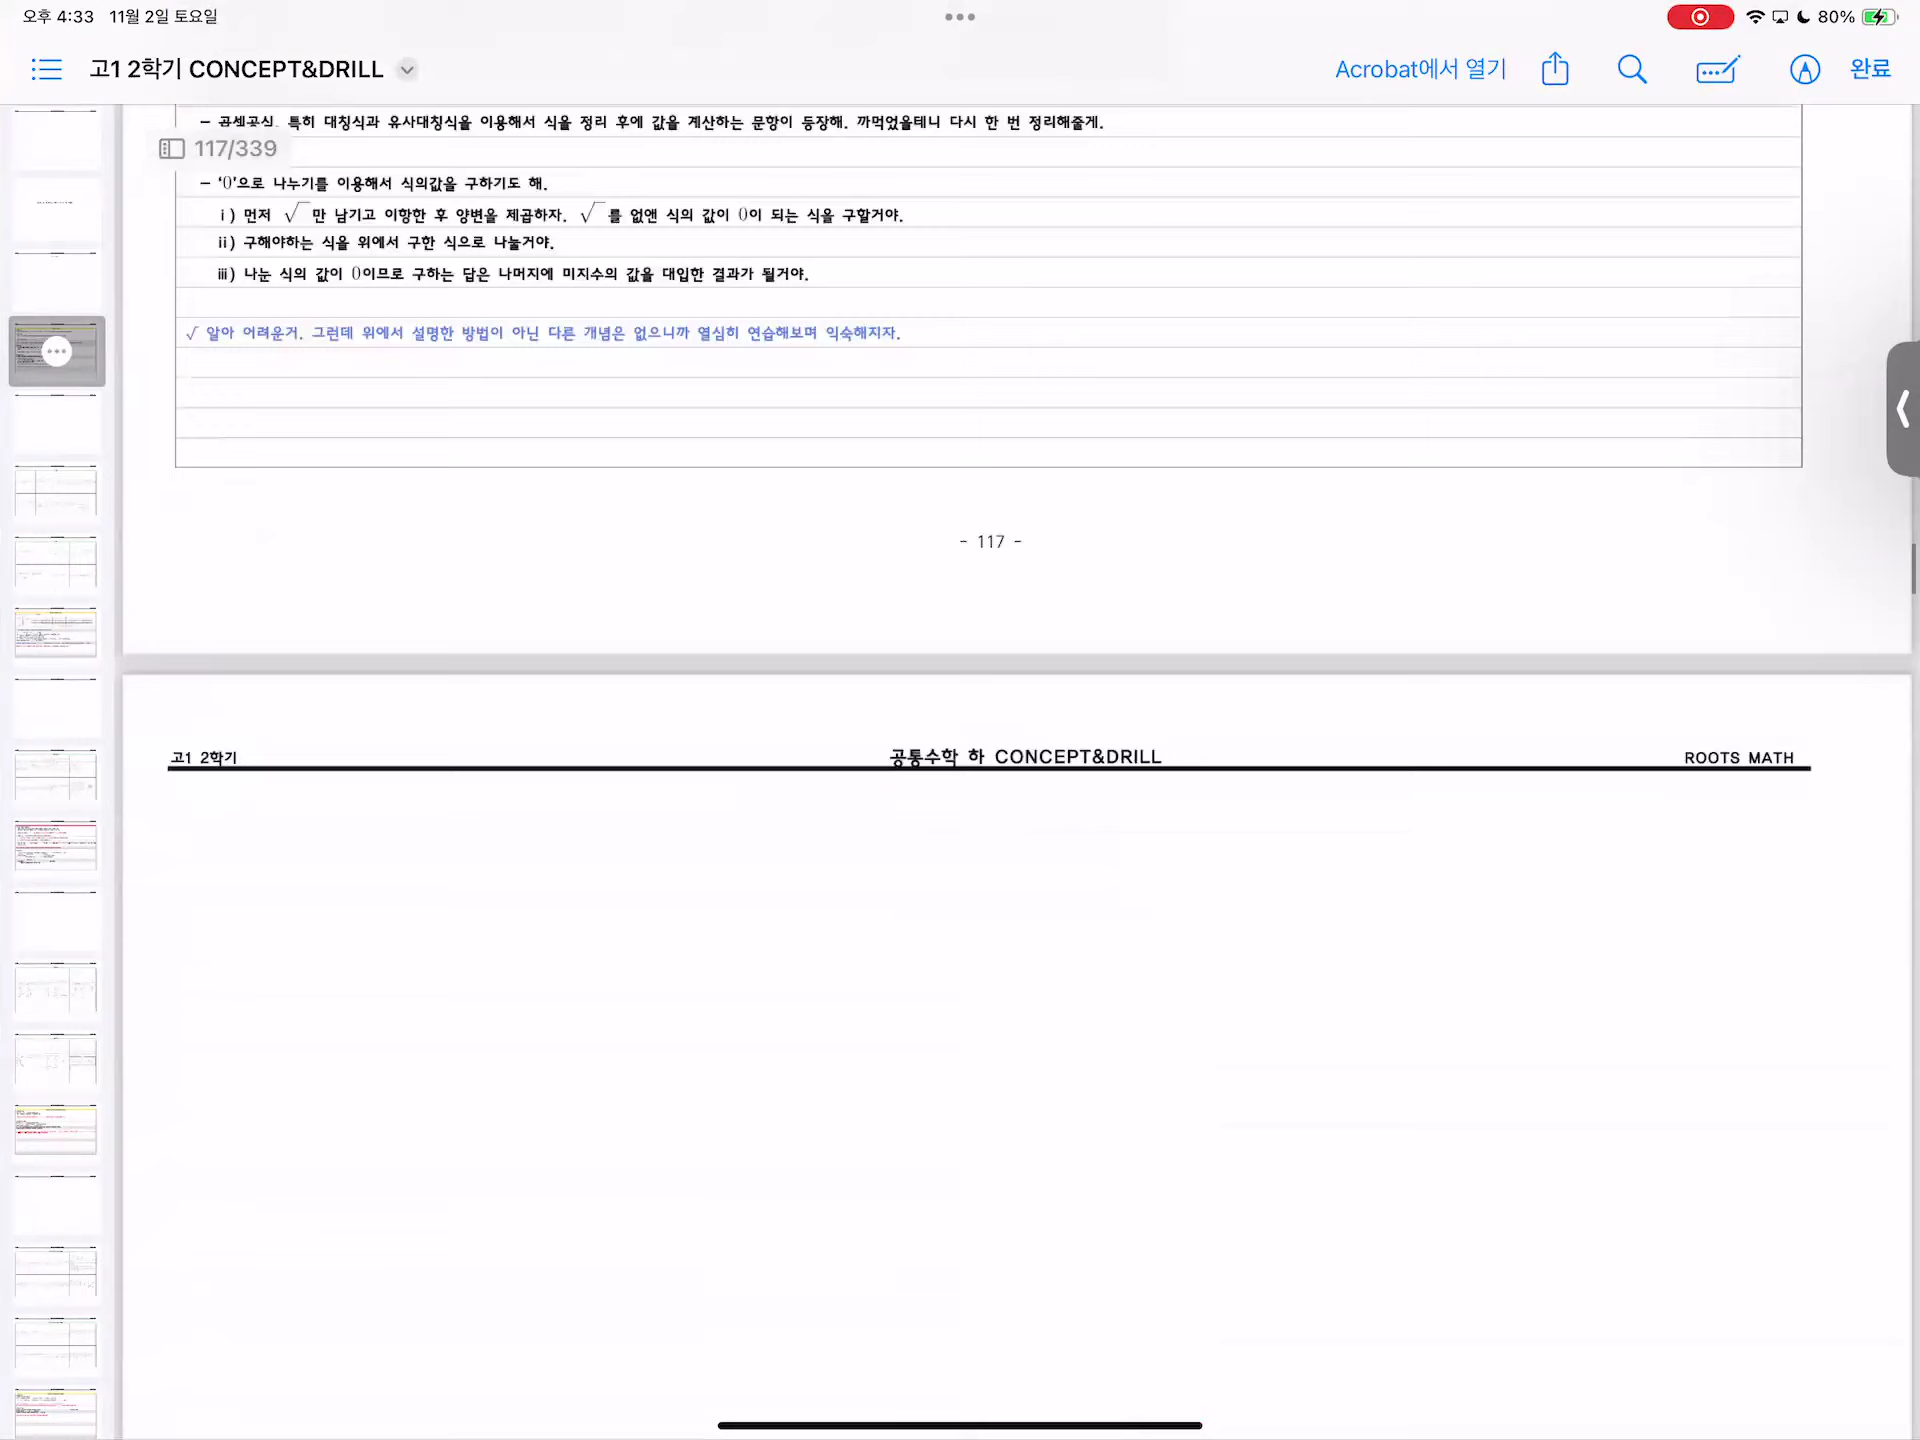 오후 4:33 11월 2일 토요일
80%
고1 2학기 CONCEPT&DRILL
Acrobat에서 열기
완료
- 곱셈공식, 특히 대칭식과 유사대칭식을 이용해서 식을 정리 후에 값을 계산하는 문항이 등장해. 까먹었을테니 다시 한 번 정리해줄게.
117/339
- '0'으로 나누기를 이용해서 식의값을 구하기도 해.
ⅰ) 먼저 √ 만 남기고 이항한 후 양변을 제곱하자. √ 를 없앤 식의 값이 0이 되는 식을 구할거야.
ⅱ) 구해야하는 식을 위에서 구한 식으로 나눌거야.
ⅲ) 나눈 식의 값이 0이므로 구하는 답은 나머지에 미지수의 값을 대입한 결과가 될거야.
√ 알아 어려운거. 그런데 위에서 설명한 방법이 아닌 다른 개념은 없으니까 열심히 연습해보며 익숙해지자.
- 117 -
고1 2학기
공통수학 하 CONCEPT&DRILL
ROOTS MATH